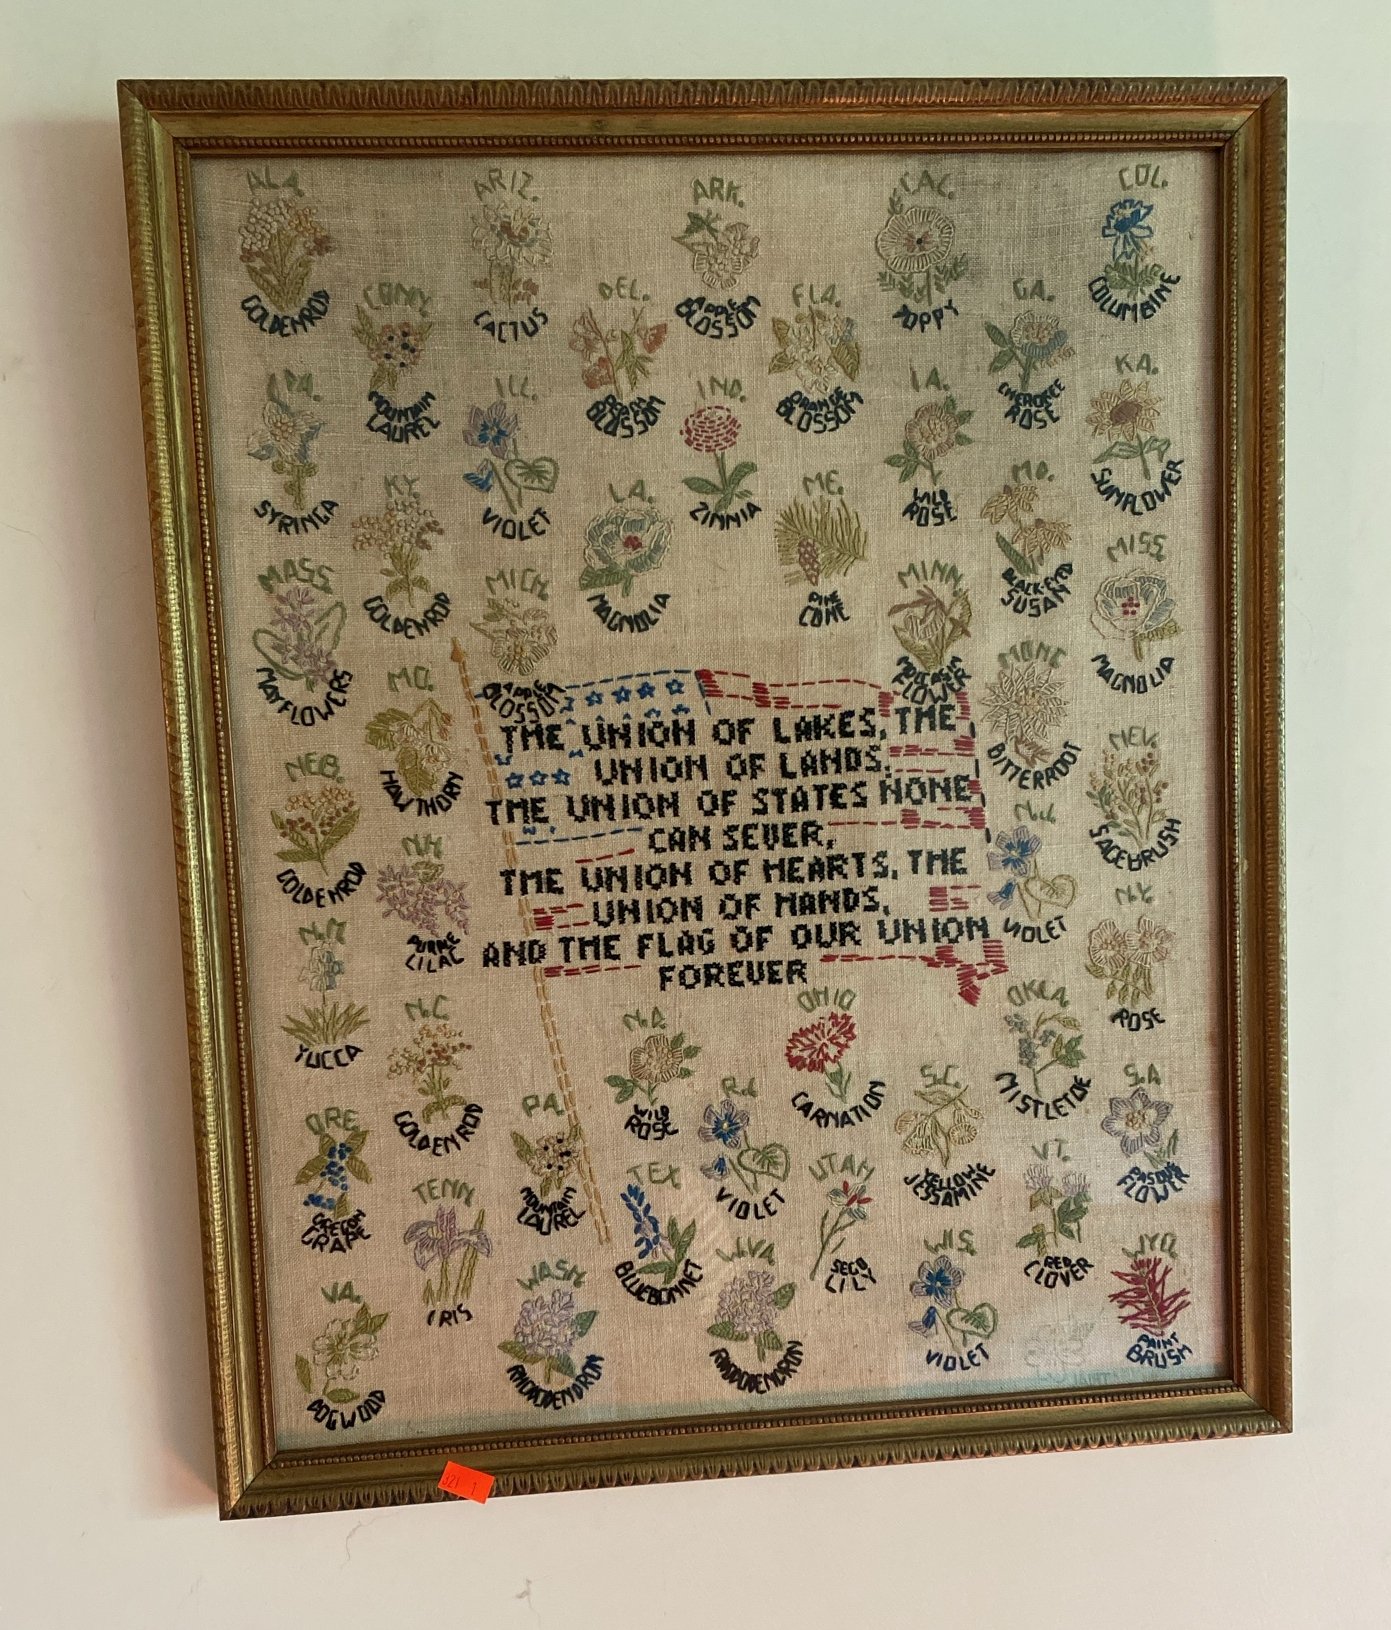 ALA.
GOLDENROD
ARIZ.
CACTUS
ARK.
APPLE
BLOSSOM
CAL.
POPPY
COL.
COLUMBINE
CONN.
MOUNTAIN
LAUREL
DEL.
PEACH
BLOSSOM
FLA.
ORANGE
BLOSSOM
GA.
CHEROKEE
ROSE
SYRINGA
ILL.
VIOLET
IND.
ZINNIA
IA.
WILD
ROSE
KA.
SUNFLOWER
KY.
GOLDENROD
LA.
MAGNOLIA
ME.
PINE
CONE
MD.
BLACK-EYED
SUSAN
MASS.
MAYFLOWERS
MICH.
APPLE
BLOSSOM
MINN.
MOCCASIN
FLOWER
MISS.
MAGNOLIA
MO.
HAWTHORN
MONT.
BITTERROOT
NEB.
GOLDENROD
NEV.
SAGEBRUSH
N.H.
PURPLE
LILAC
N.J.
VIOLET
THE UNION OF LAKES, THE
UNION OF LANDS,
THE UNION OF STATES NONE
CAN SEVER,
THE UNION OF HEARTS, THE
UNION OF HANDS,
AND THE FLAG OF OUR UNION
FOREVER
N.M.
YUCCA
N.Y.
ROSE
N.C.
GOLDENROD
N.D.
WILD
ROSE
OHIO
CARNATION
OKLA.
MISTLETOE
ORE.
OREGON
GRAPE
PA.
MOUNTAIN
LAUREL
R.I.
VIOLET
S.C.
YELLOW
JESSAMINE
S.D.
PASQUE
FLOWER
TENN.
IRIS
TEX.
BLUEBONNET
UTAH
SEGO
LILY
VT.
RED
CLOVER
VA.
DOGWOOD
WASH.
RHODODENDRON
W.VA.
RHODODENDRON
WIS.
VIOLET
WYO.
PAINT
BRUSH
321 1